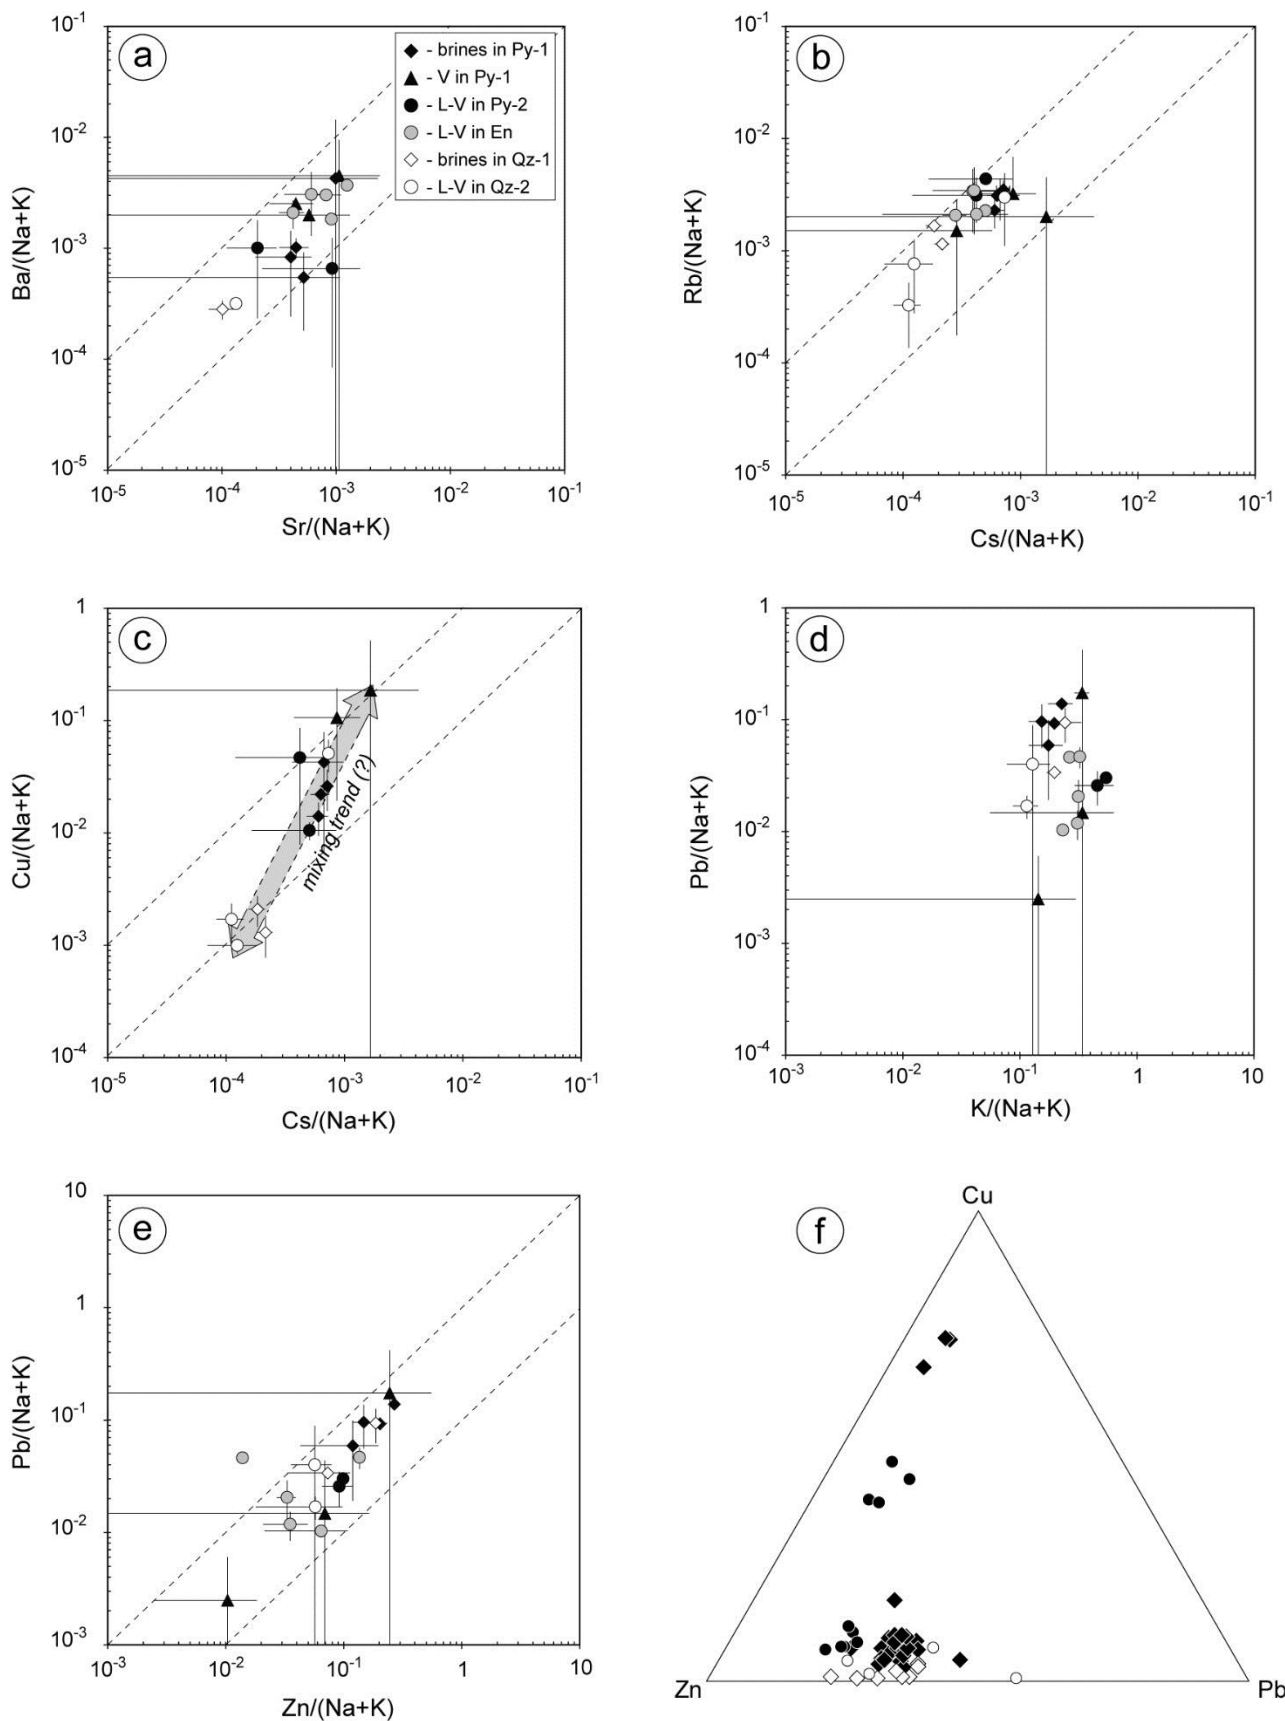 a
10-1
10-2
10-3
10-4
10-5
Ba/(Na+K)
10-5
10-4
10-3
10-2
10-1
Sr/(Na+K)
- brines in Py-1
- V in Py-1
- L-V in Py-2
- L-V in En
- brines in Qz-1
- L-V in Qz-2
b
10-1
10-2
10-3
10-4
10-5
Rb/(Na+K)
10-5
10-4
10-3
10-2
10-1
Cs/(Na+K)
c
1
10-1
10-2
10-3
10-4
Cu/(Na+K)
mixing trend (?)
10-5
10-4
10-3
10-2
10-1
Cs/(Na+K)
d
1
10-1
10-2
10-3
10-4
Pb/(Na+K)
10-3
10-2
10-1
1
10
K/(Na+K)
e
10
1
10-1
10-2
10-3
Pb/(Na+K)
10-3
10-2
10-1
1
10
Zn/(Na+K)
f
Cu
Zn
Pb